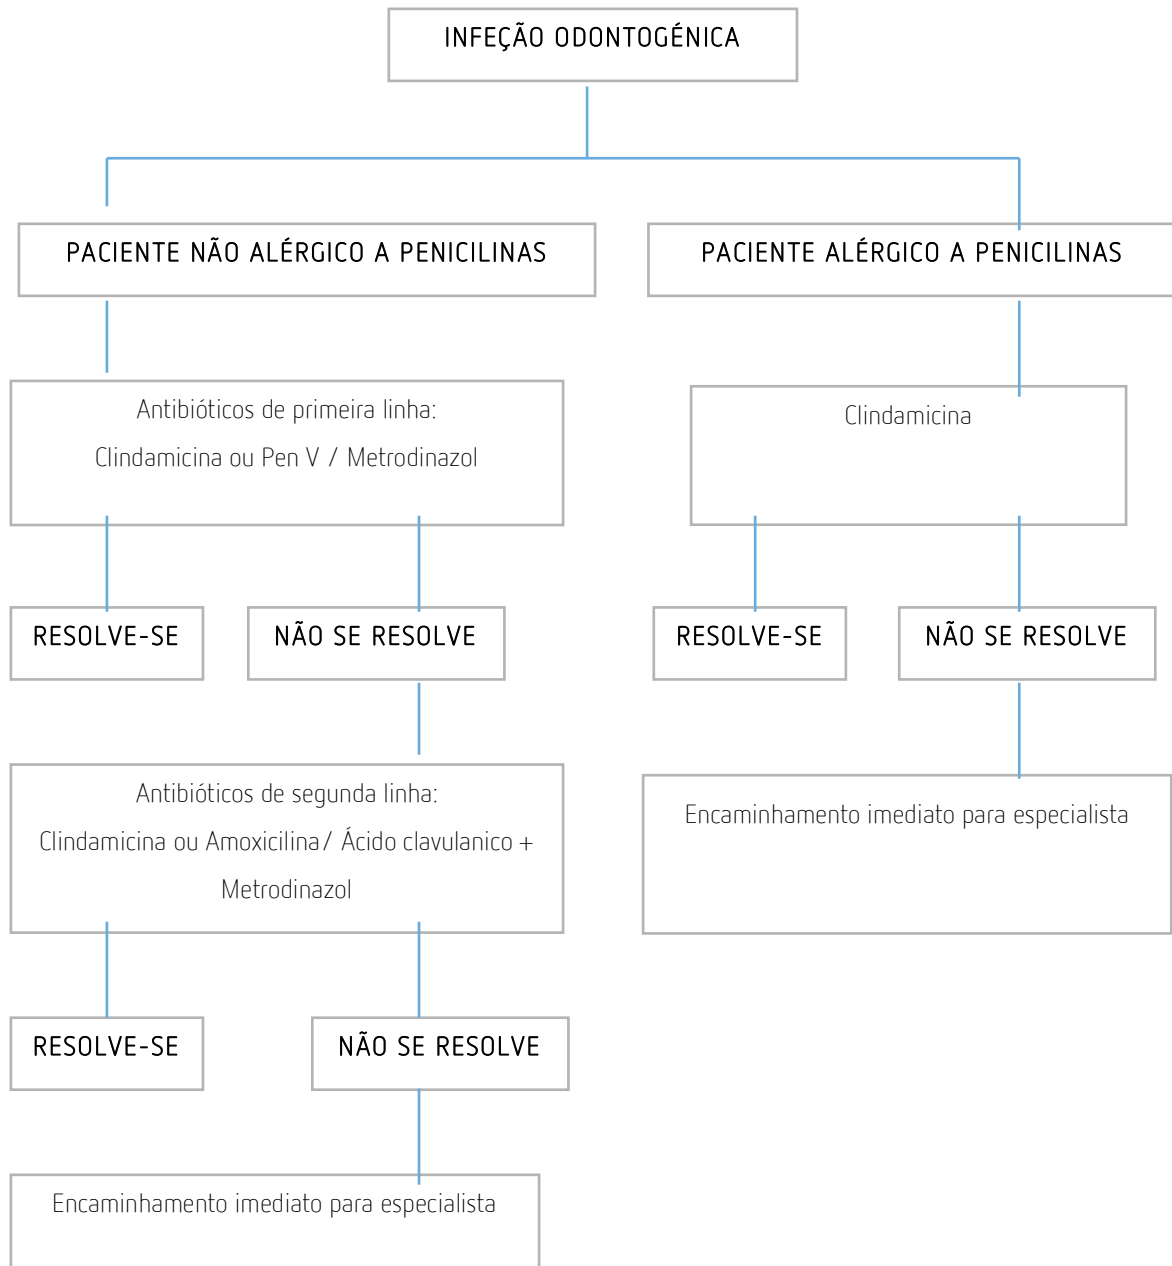 INFEÇÃO ODONTOGÉNICA
PACIENTE NÃO ALÉRGICO A PENICILINAS
PACIENTE ALÉRGICO A PENICILINAS
Antibióticos de primeira linha:
Clindamicina ou Pen V / Metrodinazol
Clindamicina
RESOLVE-SE
NÃO SE RESOLVE
RESOLVE-SE
NÃO SE RESOLVE
Antibióticos de segunda linha:
Clindamicina ou Amoxicilina/ Ácido clavulanico +
Metrodinazol
Encaminhamento imediato para especialista
RESOLVE-SE
NÃO SE RESOLVE
Encaminhamento imediato para especialista